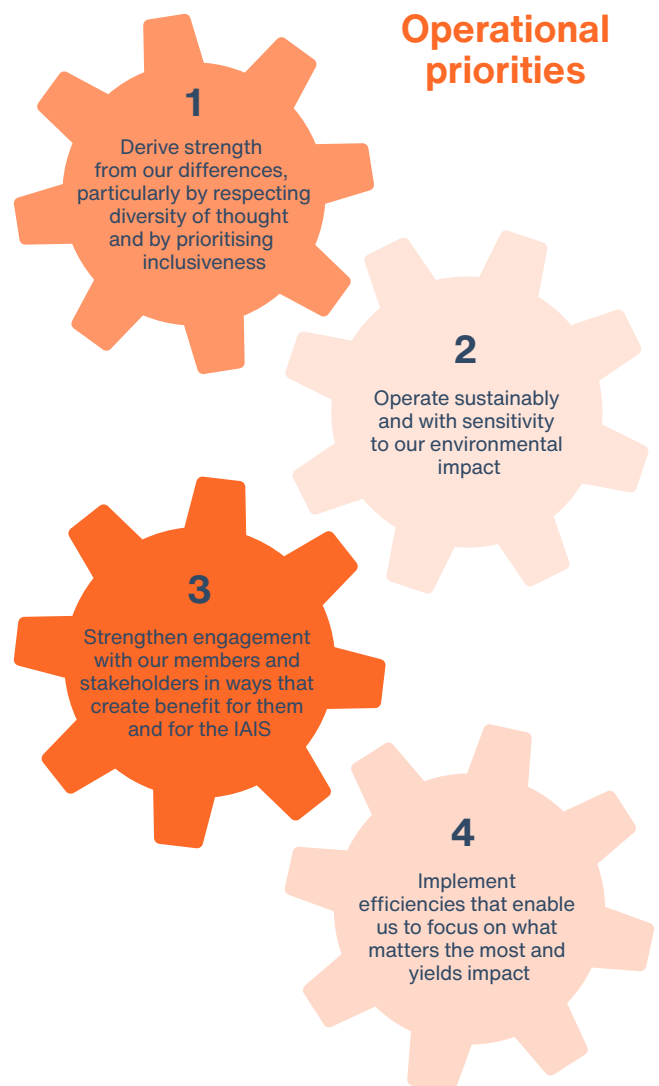 Operational
priorities
1
Derive strength
from our differences,
particularly by respecting
diversity of thought
and by prioritising
inclusiveness
2
Operate sustainably
and with sensitivity
to our environmental
impact
3
Strengthen engagement
with our members and
stakeholders in ways that
create benefit for them
and for the IAIS
4
Implement
efficiencies that enable
us to focus on what
matters the most and
yields impact